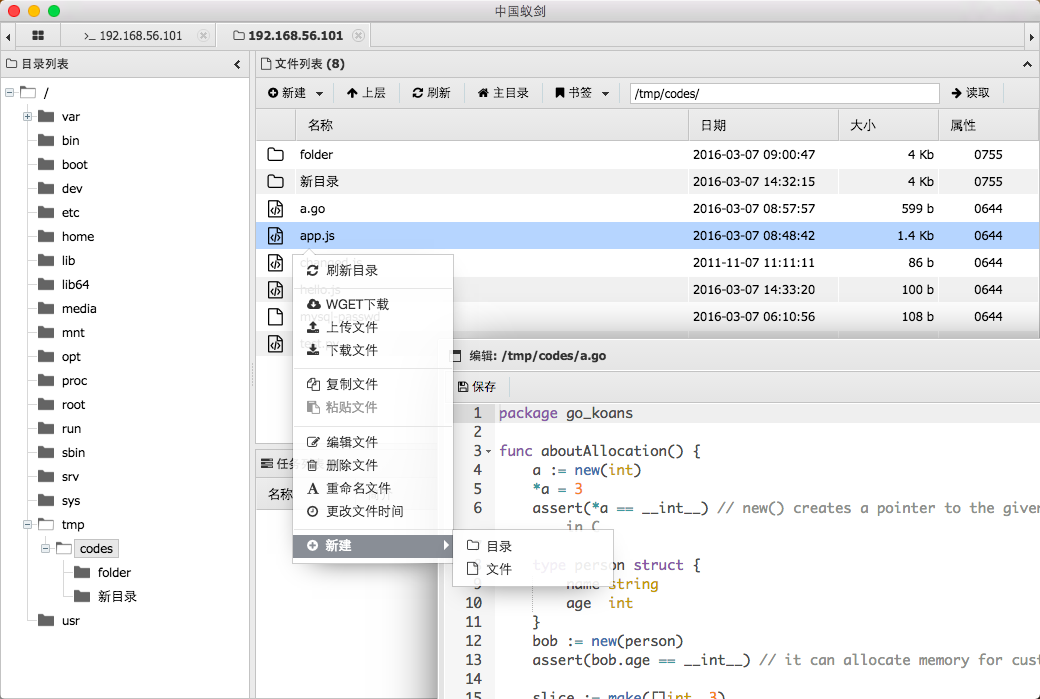 中国蚁剑
>_ 192.168.56.101
192.168.56.101
目录列表
/
var
bin
boot
dev
etc
home
lib
lib64
media
mnt
opt
proc
root
run
sbin
srv
sys
tmp
codes
folder
新目录
usr
文件列表 (8)
新建 上层 刷新 主目录 书签 /tmp/codes/ 读取
名称 日期 大小 属性
folder 2016-03-07 09:00:47 4 Kb 0755
新目录 2016-03-07 14:32:15 4 Kb 0755
a.go 2016-03-07 08:57:57 599 b 0644
app.js 2016-03-07 08:48:42 1.4 Kb 0644
2011-11-07 11:11:11 86 b 0644
hello.js 2016-03-07 14:33:20 100 b 0644
mysql-passwd 2016-03-07 06:10:56 108 b 0644
任务
名称
刷新目录
WGET下载
上传文件
下载文件
复制文件
粘贴文件
编辑文件
删除文件
重命名文件
更改文件时间
新建
目录
文件
编辑: /tmp/codes/a.go
保存
1 package go_koans
2
3 func aboutAllocation() {
4 a := new(int)
5 *a = 3
6 assert(*a == __int__) // new() creates a pointer to the given
in C
type person struct {
9 name string
10 age int
11 }
12 bob := new(person)
13 assert(bob.age == __int__) // it can allocate memory for cust
14
15 slice := make([]int, 3)